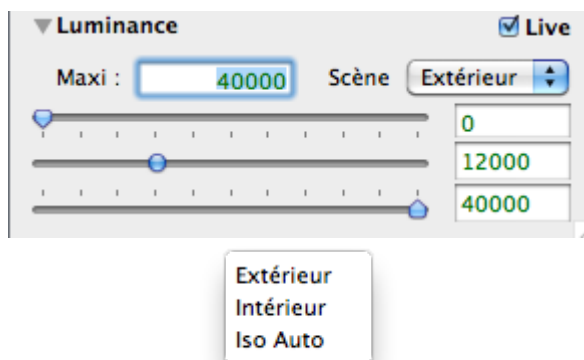 Luminance Live
Maxi : 40000 Scène Extérieur
0
12000
40000
Extérieur
Intérieur
Iso Auto